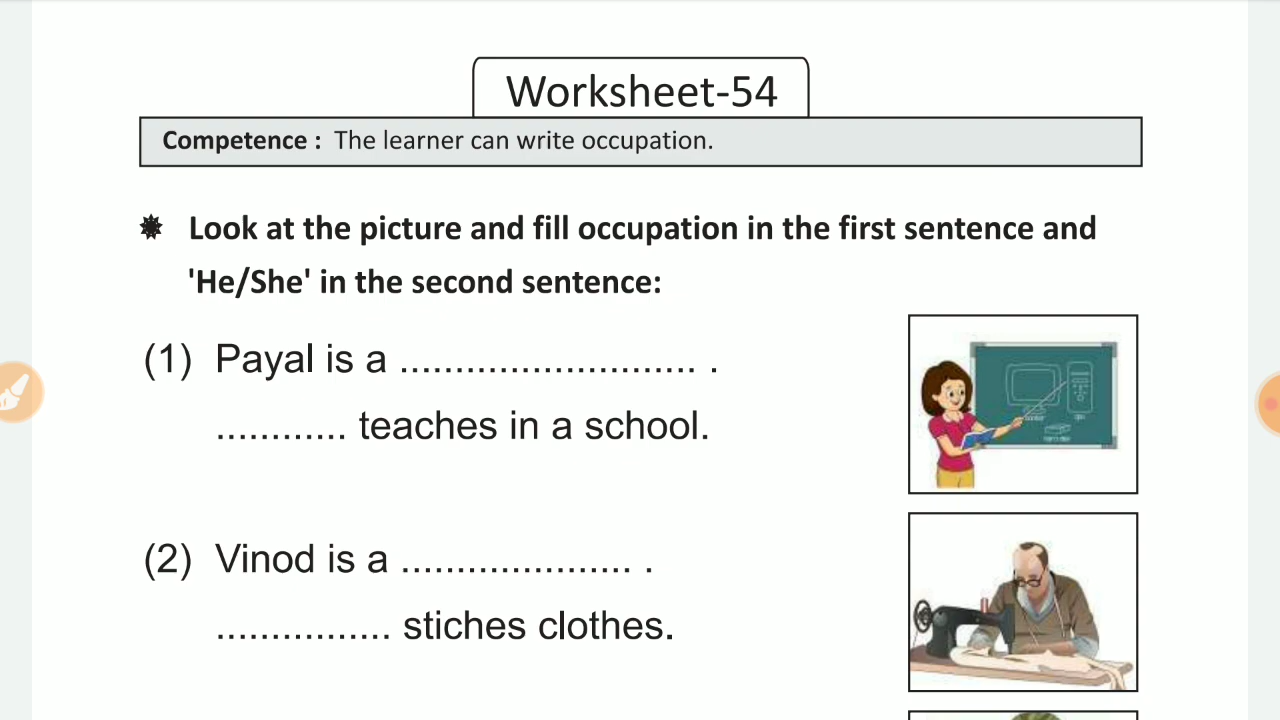 Worksheet-54
Competence : The learner can write occupation.
Look at the picture and fill occupation in the first sentence and
'He/She' in the second sentence:
(1) Payal is a ........................... .
............ teaches in a school.
(2) Vinod is a ..................... .
................ stiches clothes.